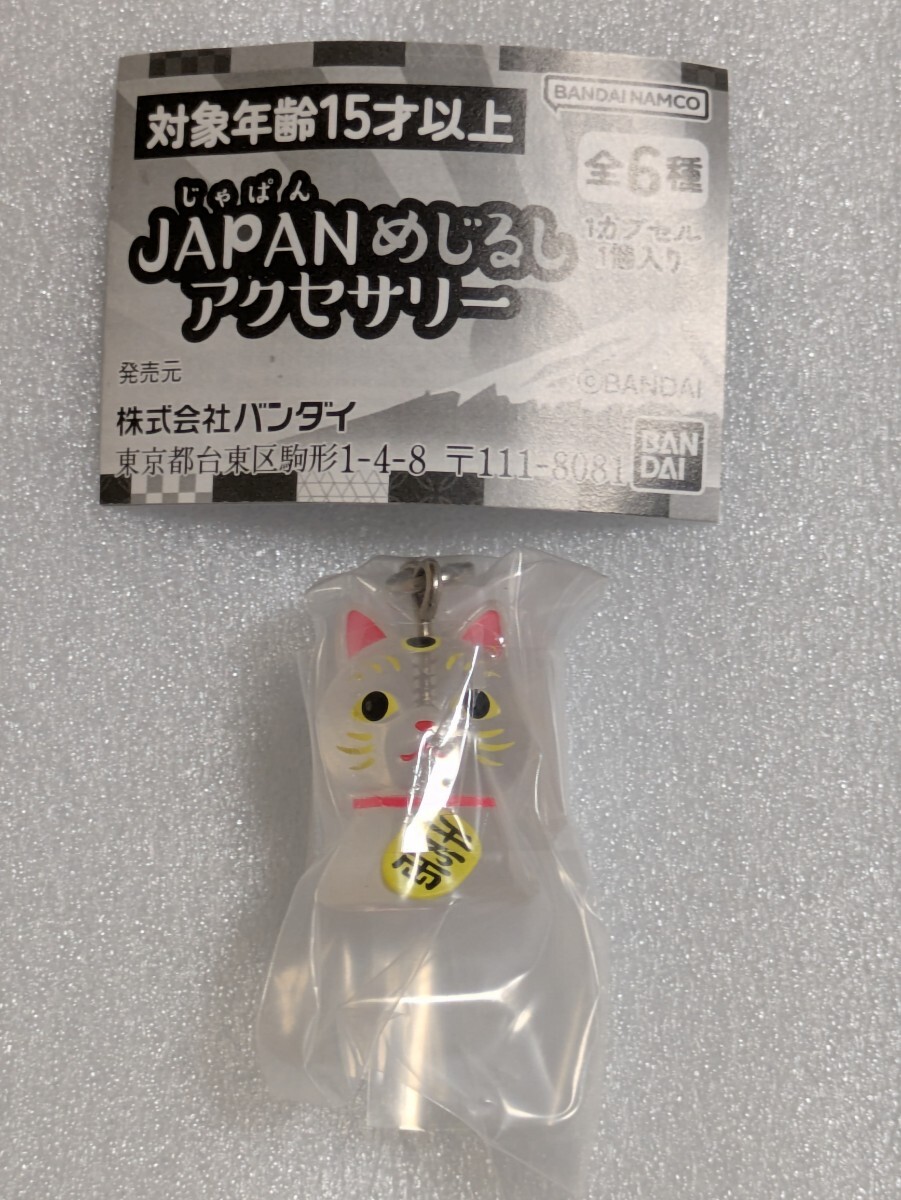 対象年齢15才以上
BANDAI NAMCO
全6種
1カプセル
1個入り
じゃぱん
JAPANめじるし
アクセサリー
©BANDAI
発売元
株式会社バンダイ
東京都台東区駒形1-4-8 〒111-8081
BAN
DAI
千万両